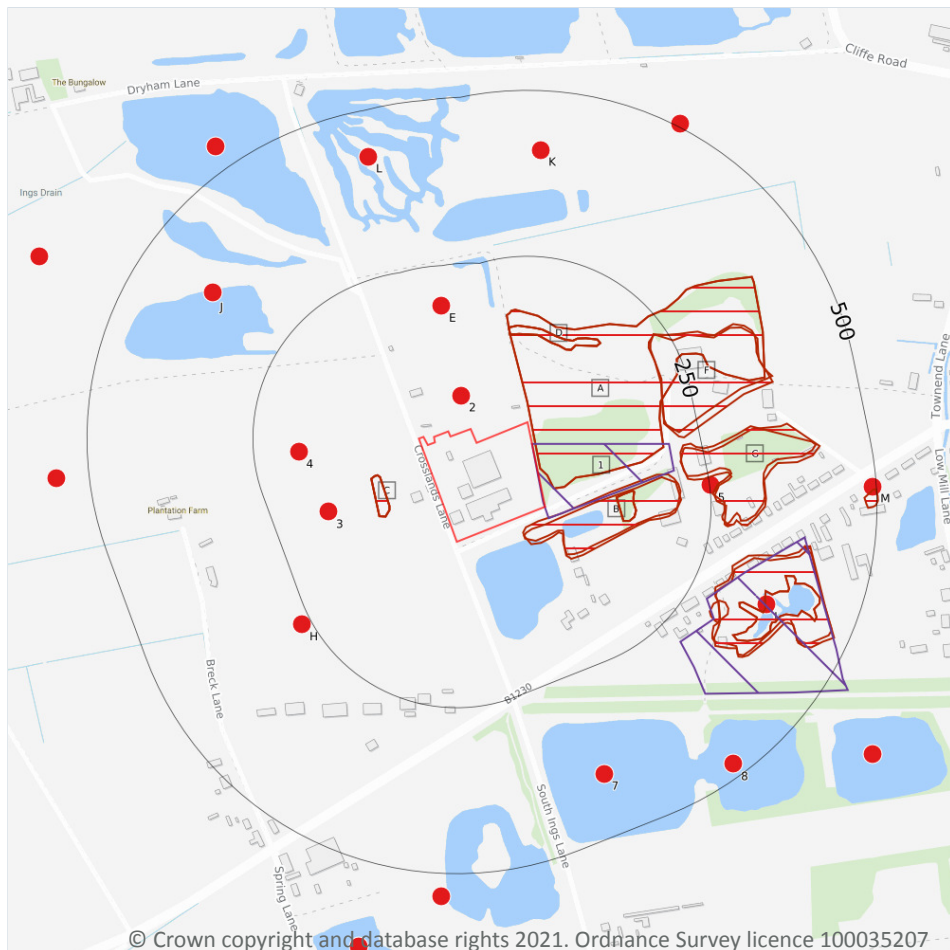 Cliffe Road
The Bungalow
Dryham Lane
K
L
Ings Drain
J
E
500
D
F
250
A
Townend Lane
2
Crosslands Lane
4
G
1
Low Mill Lane
C
5
M
B
Plantation Farm
3
H
Breck Lane
B1230
7
8
South Ings Lane
Spring Lane
© Crown copyright and database rights 2021. Ordnance Survey licence 100035207